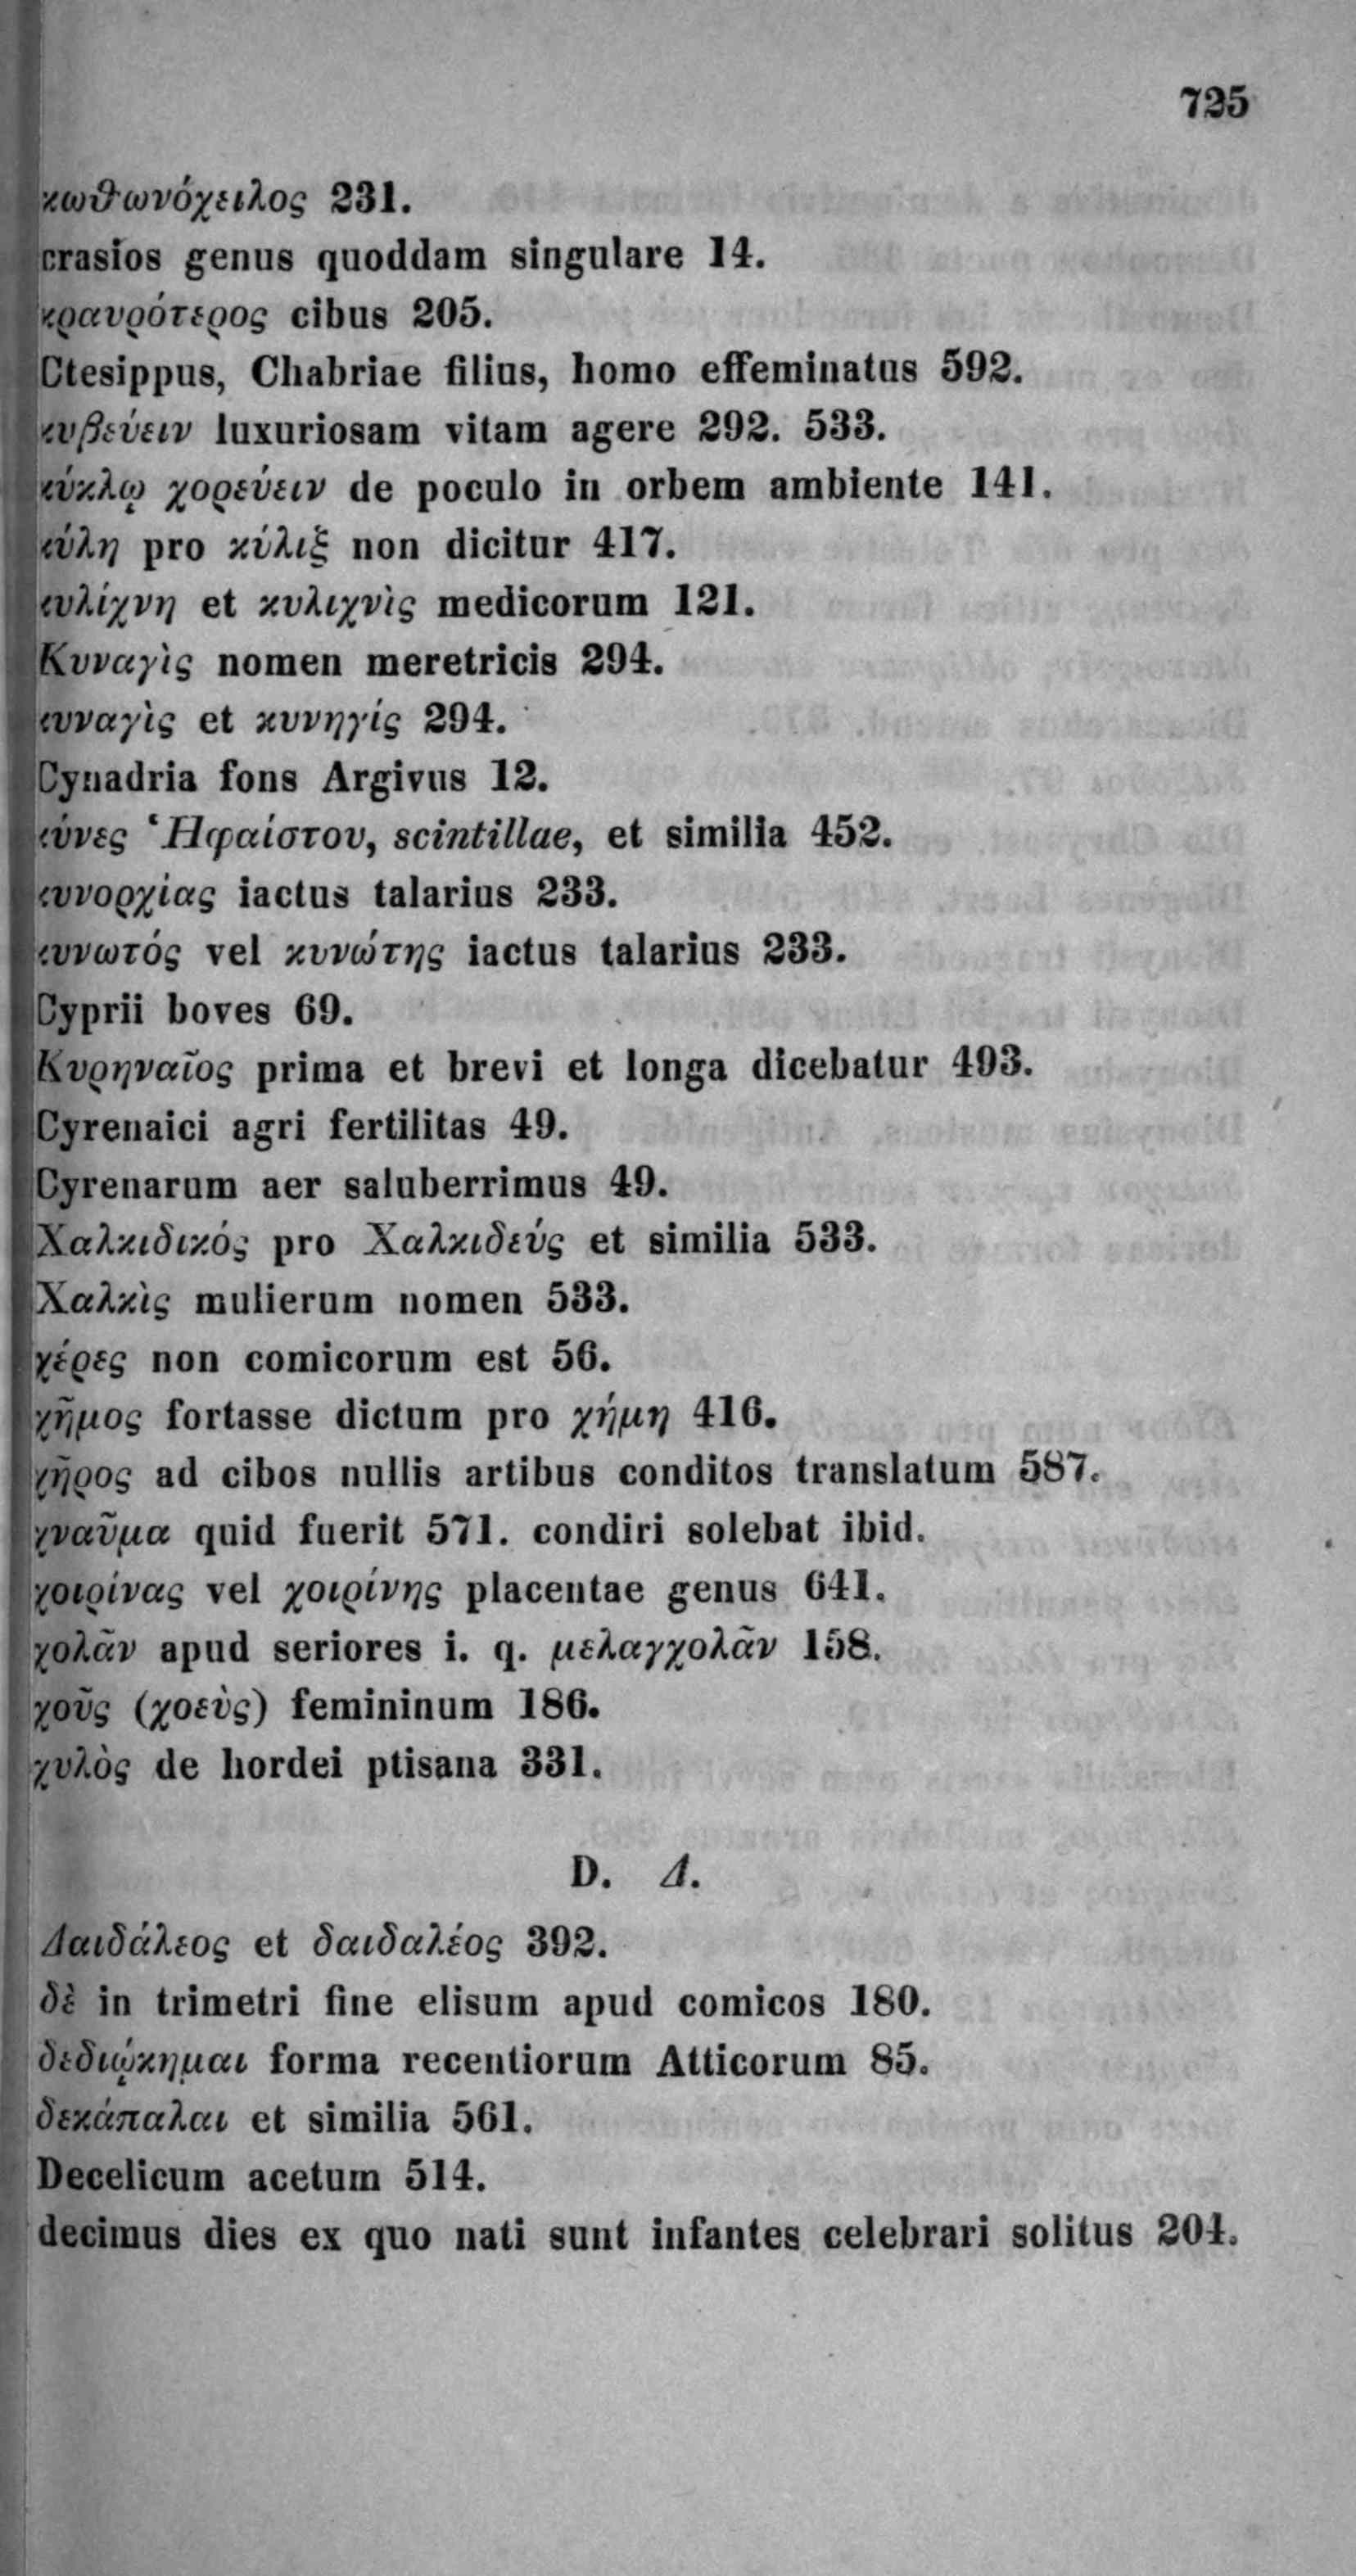 725
κωθωνόχειλος 231.
crasios genus quoddam singulare 14.
κραυρότερος cibus 205.
Ctesippus, Chabriae filius, homo effeminatus 592.
κυβεύειν luxuriosam vitam agere 292. 533.
κύκλῳ χορεύειν de poculo in orbem ambiente 141.
κύλη pro κύλιξ non dicitur 417.
κυλίχνη et κυλιχνὶς medicorum 121.
Κυναγὶς nomen meretricis 294.
κυναγὶς et κυνηγίς 294.
Cynadria fons Argivus 12.
κύνες Ἡφαίστου, scintillae, et similia 452.
κυνορχίας iactus talarius 233.
κυνωτός vel κυνώτης iactus talarius 233.
Cyprii boves 69.
Κυρηναῖος prima et brevi et longa dicebatur 493.
Cyrenaici agri fertilitas 49.
Cyrenarum aer saluberrimus 49.
Χαλκιδικός pro Χαλκιδεύς et similia 533.
Χαλκὶς mulierum nomen 533.
χέρες non comicorum est 56.
χῆμος fortasse dictum pro χήμη 416.
χῆρος ad cibos nullis artibus conditos translatum 587.
χναῦμα quid fuerit 571. condiri solebat ibid.
χοιρίνας vel χοιρίνης placentae genus 641.
χολᾶν apud seriores i. q. μελαγχολᾶν 158.
χοῦς (χοεὺς) femininum 186.
χυλὸς de hordei ptisana 331.
D. Δ.
Δαιδάλεος et δαιδαλέος 392.
δὲ in trimetri fine elisum apud comicos 180.
δεδιῴκημαι forma recentiorum Atticorum 85.
δεκάπαλαι et similia 561.
Decelicum acetum 514.
decimus dies ex quo nati sunt infantes celebrari solitus 204.